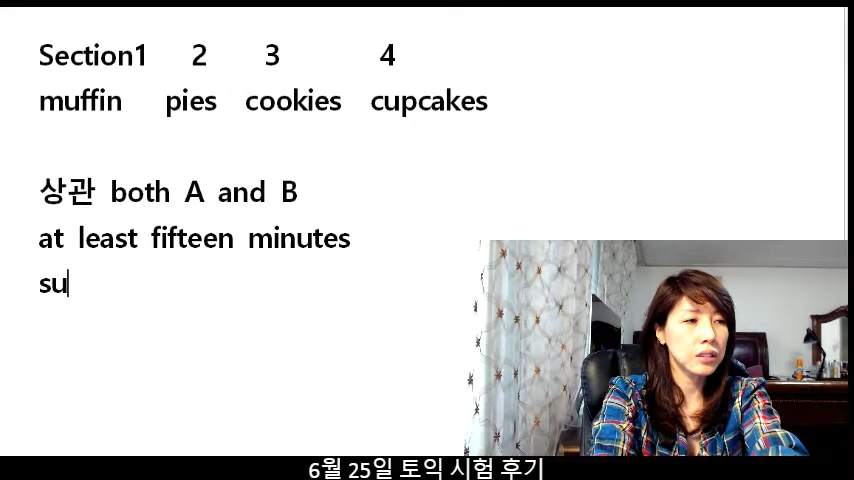 Section1 2 3 4
muffin pies cookies cupcakes
상관 both A and B
at least fifteen minutes
su
6월 25일 토익 시험 후기